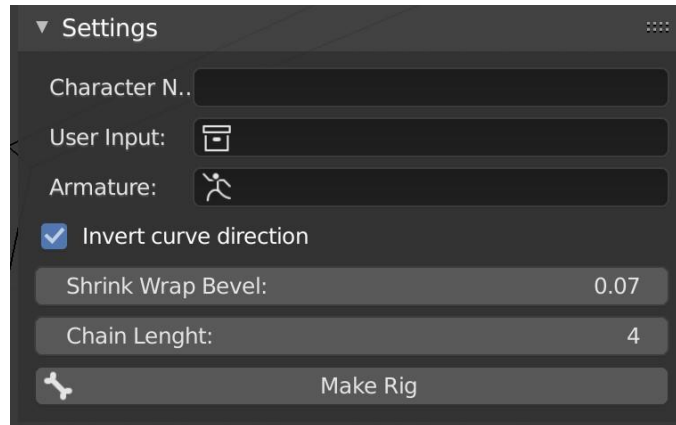 Settings
Character N..
User Input:
Armature:
Invert curve direction
Shrink Wrap Bevel: 0.07
Chain Lenght: 4
Make Rig